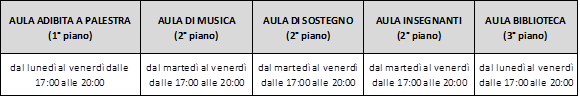 AULA ADIBITA A PALESTRA
(1° piano)
AULA DI MUSICA
(2° piano)
AULA DI SOSTEGNO
(2° piano)
AULA INSEGNANTI
(2° piano)
AULA BIBLIOTECA
(3° piano)
dal lunedì al venerdì dalle
17:00 alle 20:00
dal martedì al venerdì
dalle 17:00 alle 20:00
dal martedì al venerdì
dalle 17:00 alle 20:00
dal martedì al venerdì
dalle 17:00 alle 20:00
dal lunedì al venerdì
dalle 17:00 alle 20:00